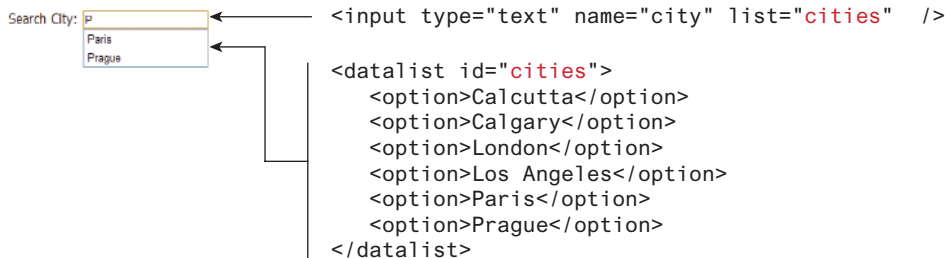 Search City: P
Paris
Prague
<input type="text" name="city" list="cities" />
<datalist id="cities">
<option>Calcutta</option>
<option>Calgary</option>
<option>London</option>
<option>Los Angeles</option>
<option>Paris</option>
<option>Prague</option>
</datalist>